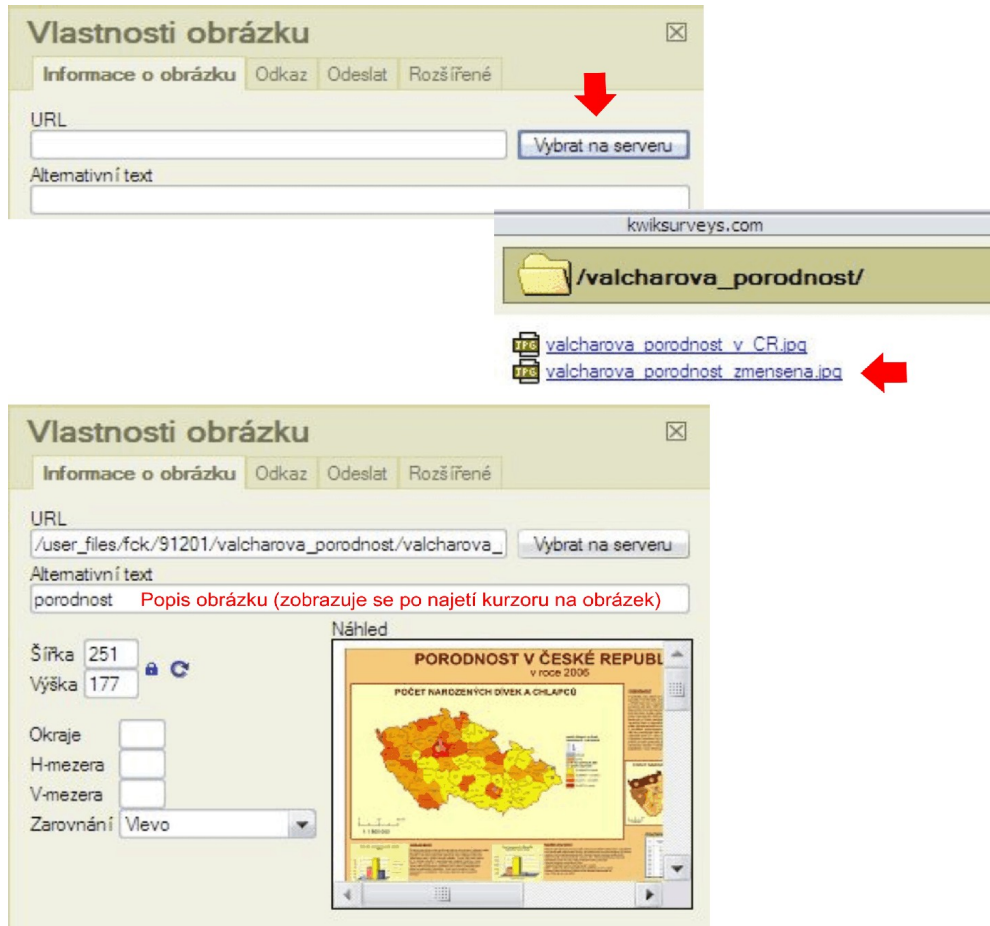 Vlastnosti obrázku
Informace o obrázku Odkaz Odeslat Rozšířené
URL
Vybrat na serveru
Alternativní text
kwiksurveys.com
/valcharova_porodnost/
JPG valcharova_porodnost_v_CR.jpg
JPG valcharova_porodnost_zmensena.jpg
Vlastnosti obrázku
Informace o obrázku Odkaz Odeslat Rozšířené
URL
/user_files/fck/91201/valcharova_porodnost/valcharova_ Vybrat na serveru
Alternativní text
porodnost Popis obrázku (zobrazuje se po najetí kurzoru na obrázek)
Náhled
Šířka 251
Výška 177
Okraje
H-mezera
V-mezera
Zarovnání Vlevo
PORODNOST V ČESKÉ REPUBL
v roce 2006
POČET NAROZENÝCH DÍVEK A CHLAPCŮ